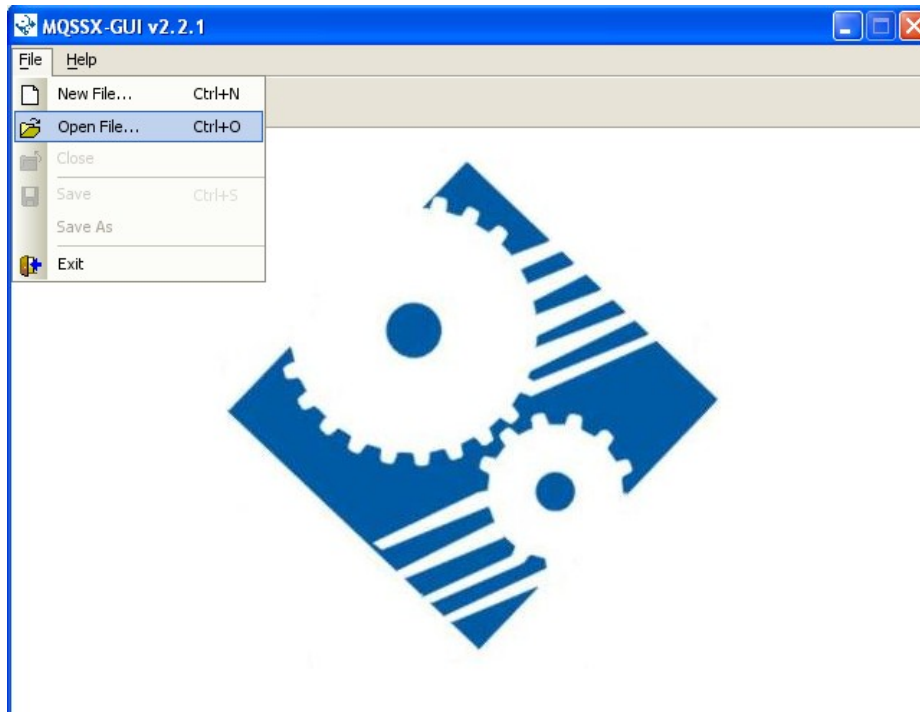 MQSSX-GUI v2.2.1
File Help
New File... Ctrl+N
Open File... Ctrl+O
Close
Save Ctrl+S
Save As
Exit